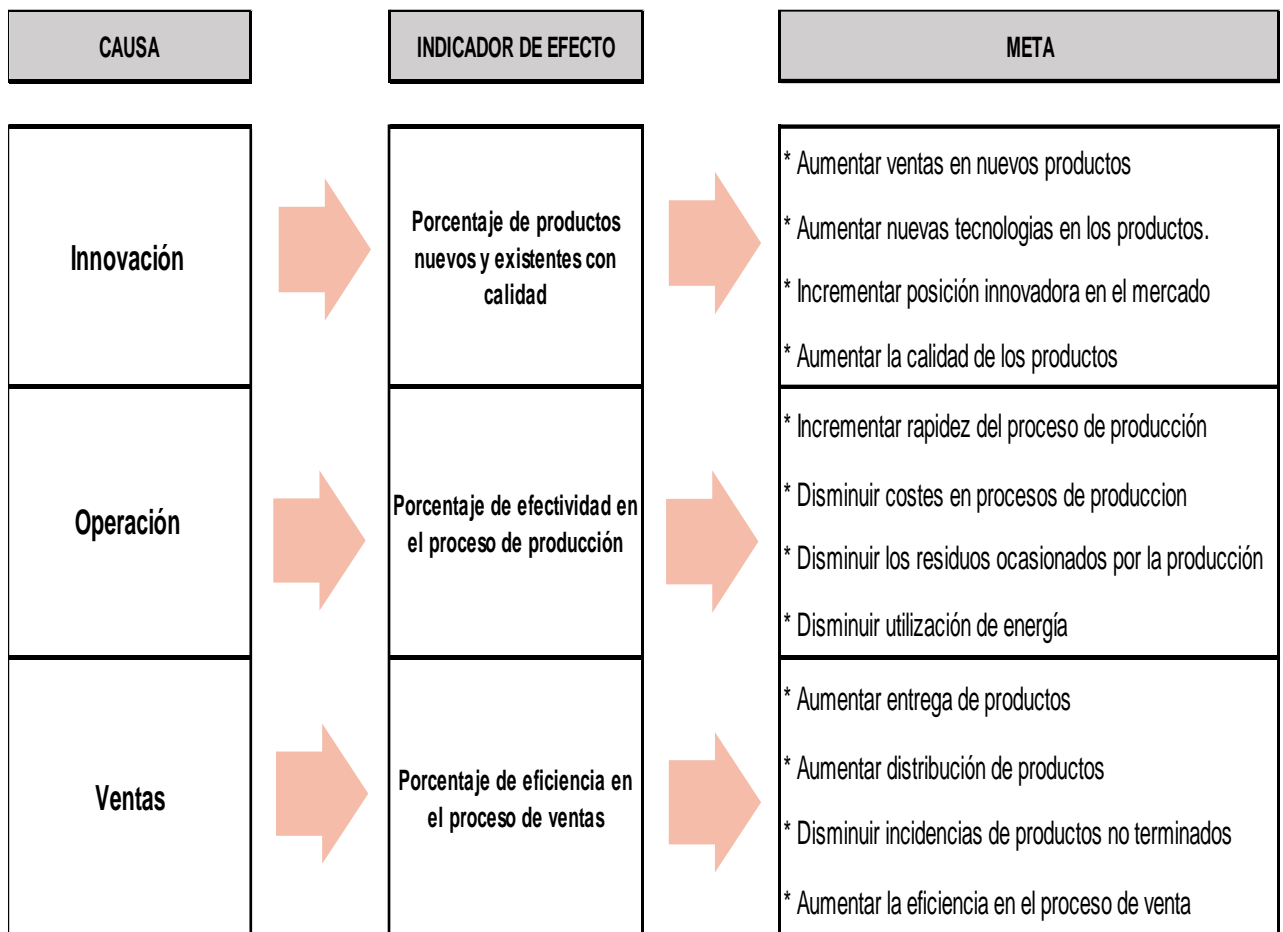 CAUSA
INDICADOR DE EFECTO
META
Innovación
Porcentaje de productos
nuevos y existentes con
calidad
* Aumentar ventas en nuevos productos
* Aumentar nuevas tecnologias en los productos.
* Incrementar posición innovadora en el mercado
* Aumentar la calidad de los productos
Operación
Porcentaje de efectividad en
el proceso de producción
* Incrementar rapidez del proceso de producción
* Disminuir costes en procesos de produccion
* Disminuir los residuos ocasionados por la producción
* Disminuir utilización de energía
Ventas
Porcentaje de eficiencia en
el proceso de ventas
* Aumentar entrega de productos
* Aumentar distribución de productos
* Disminuir incidencias de productos no terminados
* Aumentar la eficiencia en el proceso de venta